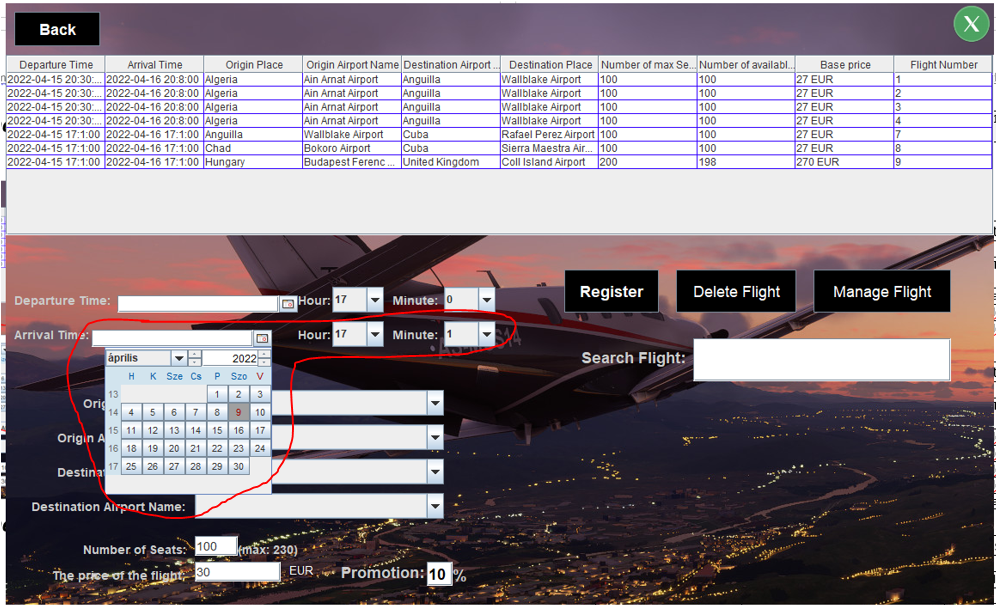 Back
X
Departure Time Arrival Time Origin Place Origin Airport Name Destination Airport ... Destination Place Number of max Se... Number of availabl... Base price Flight Number
2022-04-15 20:30:... 2022-04-16 20:8:00 Algeria Ain Arnat Airport Anguilla Wallblake Airport 100 100 27 EUR 1
2022-04-15 20:30:... 2022-04-16 20:8:00 Algeria Ain Arnat Airport Anguilla Wallblake Airport 100 100 27 EUR 2
2022-04-15 20:30:... 2022-04-16 20:8:00 Algeria Ain Arnat Airport Anguilla Wallblake Airport 100 100 27 EUR 3
2022-04-15 20:30:... 2022-04-16 20:8:00 Algeria Ain Arnat Airport Anguilla Wallblake Airport 100 100 27 EUR 4
2022-04-15 17:1:00 2022-04-16 17:1:00 Anguilla Wallblake Airport Cuba Rafael Perez Airport 100 100 27 EUR 7
2022-04-15 17:1:00 2022-04-16 17:1:00 Chad Bokoro Airport Cuba Sierra Maestra Air... 100 100 27 EUR 8
2022-04-15 17:1:00 2022-04-16 17:1:00 Hungary Budapest Ferenc ... United Kingdom Coll Island Airport 200 198 270 EUR 9
Departure Time: Hour: 17 Minute: 0
Register Delete Flight Manage Flight
Arrival Time: Hour: 17 Minute: 1
Search Flight:
április 2022
H K Sze Cs P Szo V
13 1 2 3
14 4 5 6 7 8 9 10
15 11 12 13 14 15 16 17
16 18 19 20 21 22 23 24
17 25 26 27 28 29 30
Orig
Origin A
Destinat
Destination Airport Name:
Number of Seats: 100 (max: 230)
The price of the flight: 30 EUR Promotion: 10 %